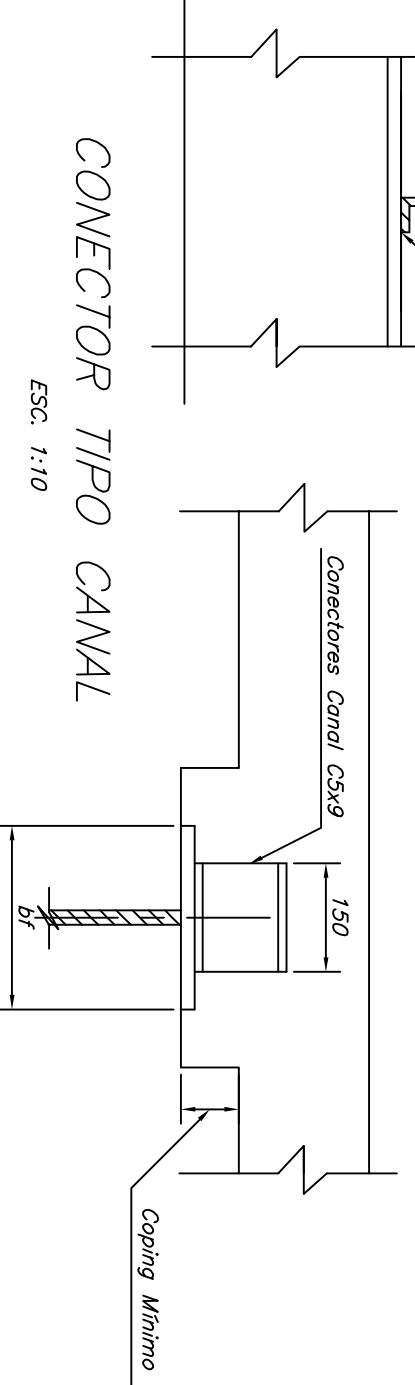 Conectores Canal C5x9
150
bf
Coping Mínimo
CONECTOR TIPO CANAL
ESC. 1:10